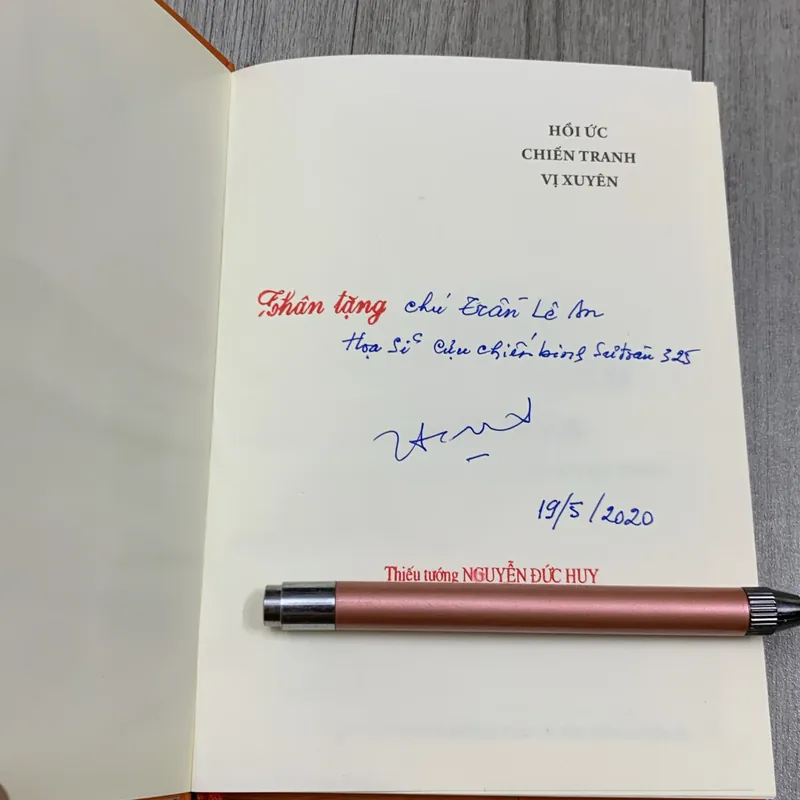 HỒI ỨC
CHIẾN TRANH
VỊ XUYÊN
Thân tặng chú Trần Lê An
Họa Sĩ Cựu chiến binh Sư đoàn 325
19/5/2020
Thiếu tướng NGUYỄN ĐỨC HUY